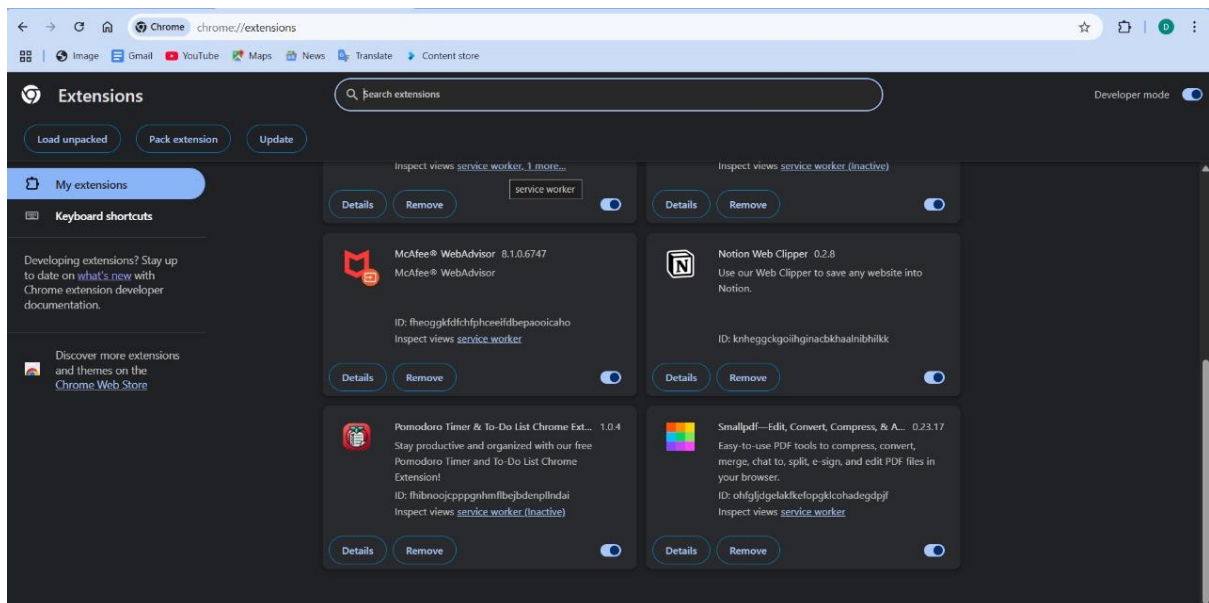 Chrome chrome://extensions D
Image Gmail YouTube Maps News Translate Content store
Extensions
Search extensions
Developer mode
Load unpacked Pack extension Update
My extensions
Keyboard shortcuts
Developing extensions? Stay up
to date on what's new with
Chrome extension developer
documentation.
Discover more extensions
and themes on the
Chrome Web Store
Inspect views service worker, 1 more...
service worker
Details Remove
Inspect views service worker (Inactive)
Details Remove
McAfee® WebAdvisor 8.1.0.6747
McAfee® WebAdvisor
ID: fheoggkfdfchfphceeifdbepaooicaho
Inspect views service worker
Details Remove
Notion Web Clipper 0.2.8
Use our Web Clipper to save any website into
Notion.
ID: knheggckgoiihginacbkhaalnibhilkk
Details Remove
Pomodoro Timer & To-Do List Chrome Ext... 1.0.4
Stay productive and organized with our free
Pomodoro Timer and To-Do List Chrome
Extension!
ID: fhibnoojcpppgnhmflbejbdenpllndai
Inspect views service worker (Inactive)
Details Remove
Smallpdf—Edit, Convert, Compress, & A... 0.23.17
Easy-to-use PDF tools to compress, convert,
merge, chat to, split, e-sign, and edit PDF files in
your browser.
ID: ohfgljdgelakfkefopgklcohadegdpjf
Inspect views service worker
Details Remove